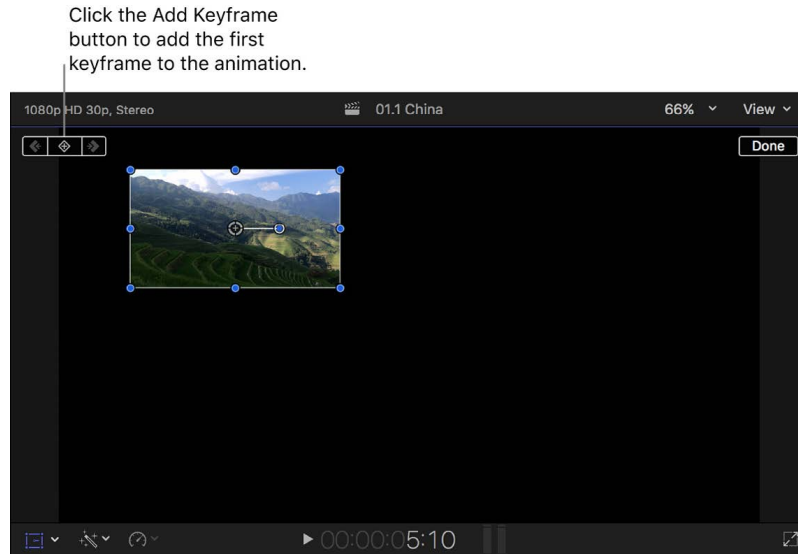 Click the Add Keyframe
button to add the first
keyframe to the animation.
1080p HD 30p, Stereo
01.1 China
66%
View
Done
00:00:05:10